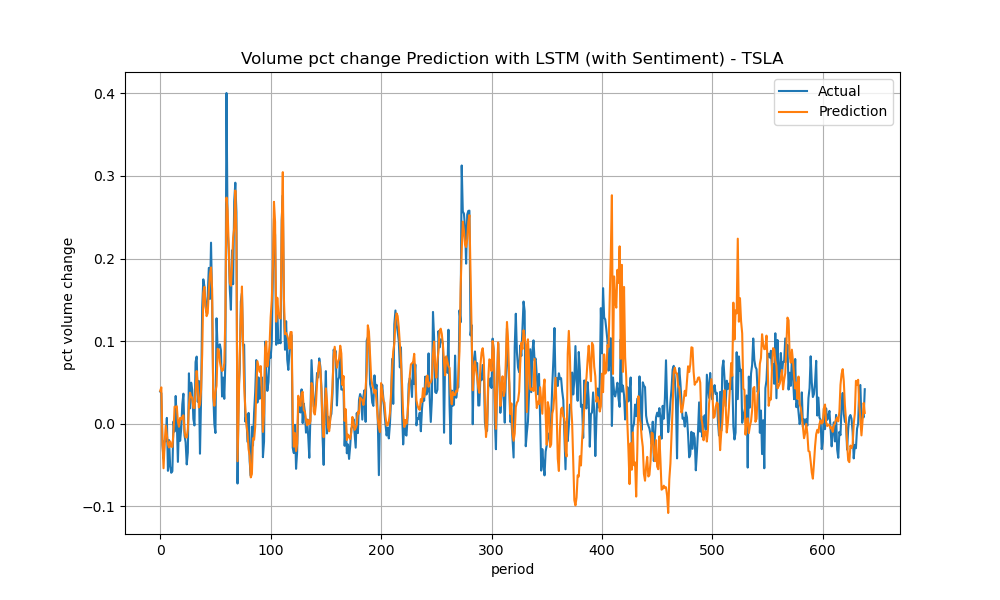 Volume pct change Prediction with LSTM (with Sentiment) - TSLA
Actual
Prediction
0.4
0.3
0.2
0.1
0.0
−0.1
pct volume change
0 100 200 300 400 500 600
period